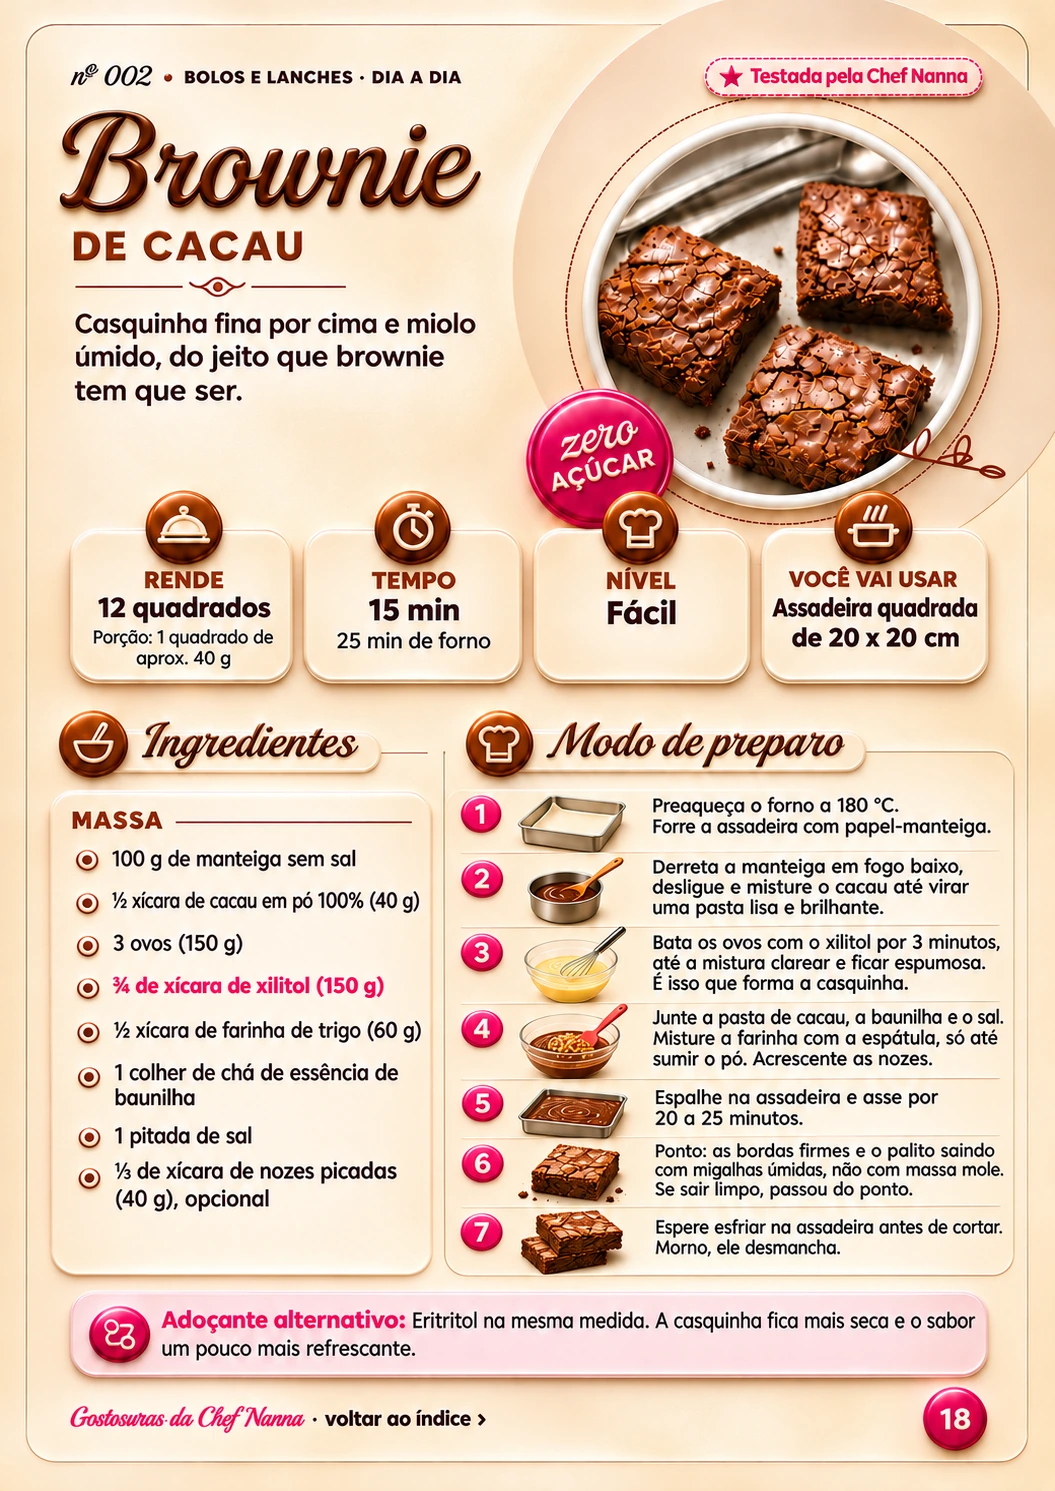 nº 002 • BOLOS E LANCHES · DIA A DIA
★ Testada pela Chef Nanna
Brownie
DE CACAU
Casquinha fina por cima e miolo
úmido, do jeito que brownie
tem que ser.
zero
AÇÚCAR
RENDE
12 quadrados
Porção: 1 quadrado de
aprox. 40 g
TEMPO
15 min
25 min de forno
NÍVEL
Fácil
VOCÊ VAI USAR
Assadeira quadrada
de 20 x 20 cm
Ingredientes
MASSA
100 g de manteiga sem sal
½ xícara de cacau em pó 100% (40 g)
3 ovos (150 g)
¾ de xícara de xilitol (150 g)
½ xícara de farinha de trigo (60 g)
1 colher de chá de essência de
baunilha
1 pitada de sal
⅓ de xícara de nozes picadas
(40 g), opcional
Modo de preparo
1
Preaqueça o forno a 180 °C.
Forre a assadeira com papel-manteiga.
2
Derreta a manteiga em fogo baixo,
desligue e misture o cacau até virar
uma pasta lisa e brilhante.
3
Bata os ovos com o xilitol por 3 minutos,
até a mistura clarear e ficar espumosa.
É isso que forma a casquinha.
4
Junte a pasta de cacau, a baunilha e o sal.
Misture a farinha com a espátula, só até
sumir o pó. Acrescente as nozes.
5
Espalhe na assadeira e asse por
20 a 25 minutos.
6
Ponto: as bordas firmes e o palito saindo
com migalhas úmidas, não com massa mole.
Se sair limpo, passou do ponto.
7
Espere esfriar na assadeira antes de cortar.
Morno, ele desmancha.
Adoçante alternativo: Eritritol na mesma medida. A casquinha fica mais seca e o sabor
um pouco mais refrescante.
Gostosuras da Chef Nanna · voltar ao índice ›
18